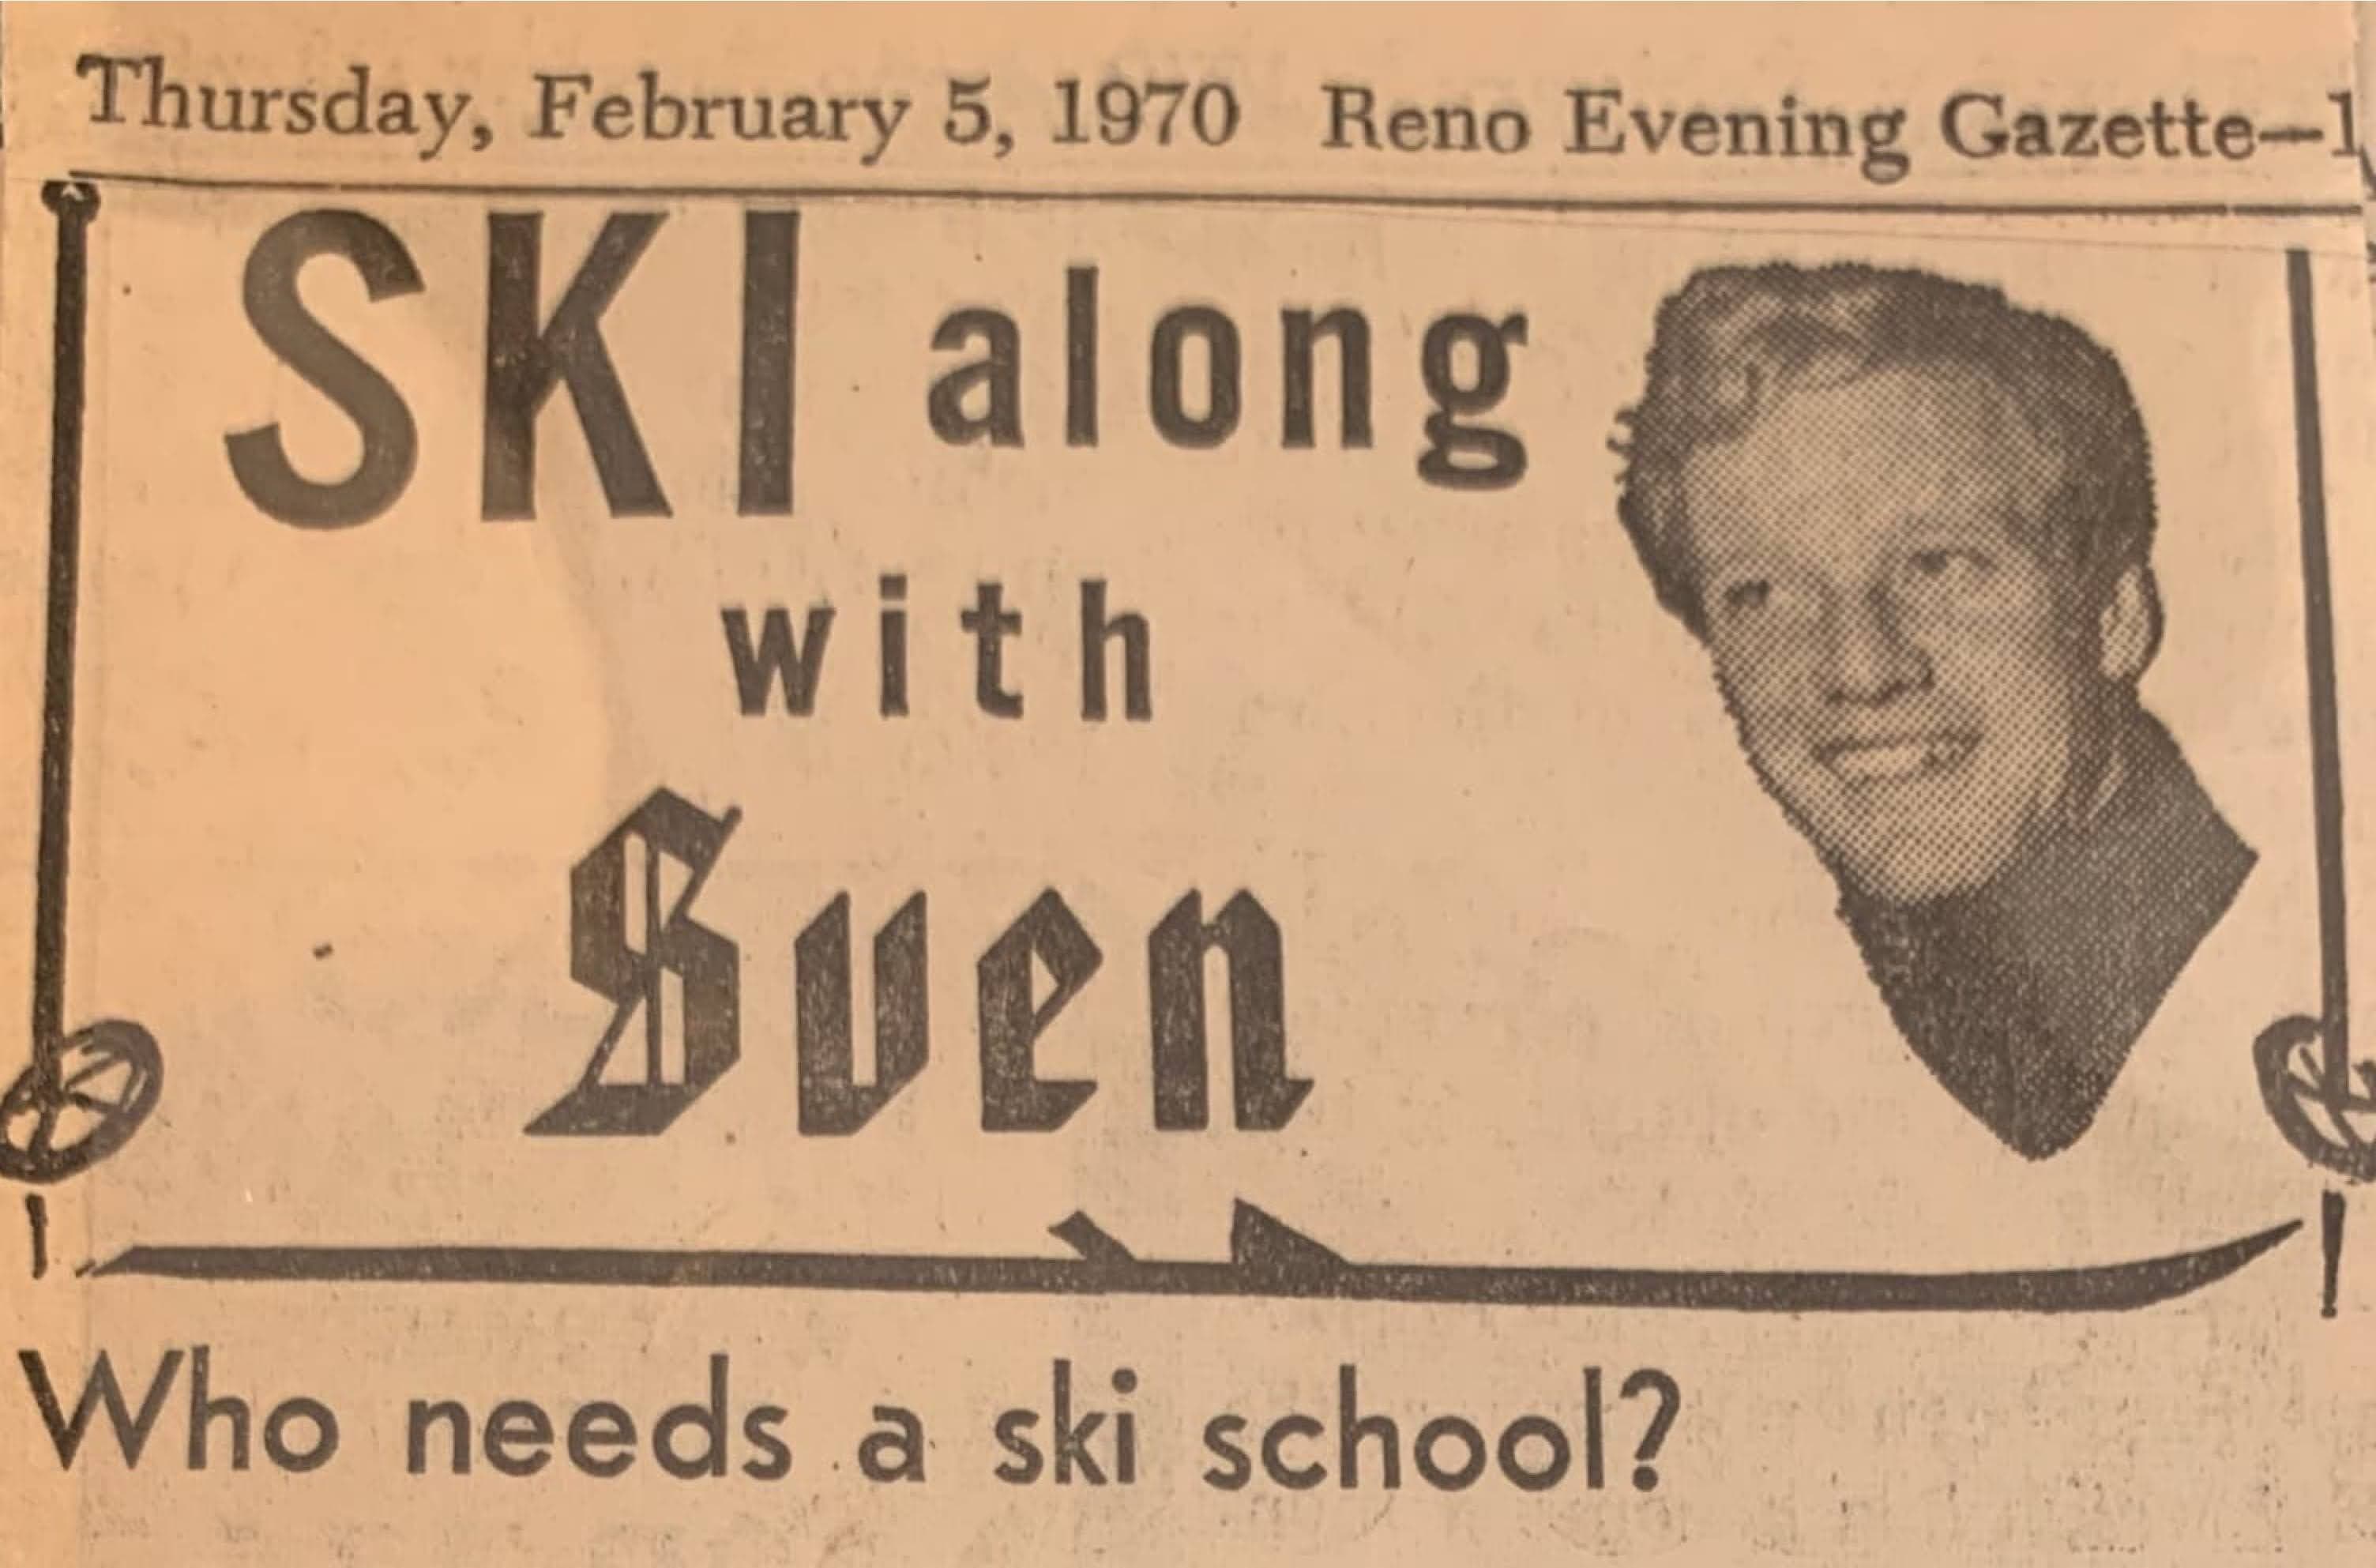 Thursday, February 5, 1970 Reno Evening Gazette—1
SKI along
with
Sven
Who needs a ski school?